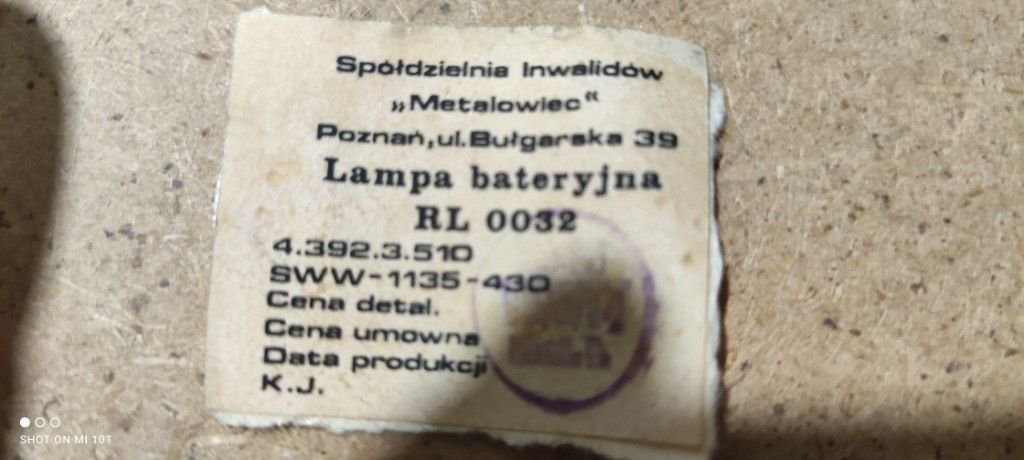 Spółdzielnia Inwalidów
„Metalowiec“
Poznań, ul. Bułgarska 39
Lampa bateryjna
RL 0032
4.392.3.510
SWW-1135-430
Cena detal.
Cena umowna
Data produkcji
K.J.
SHOT ON MI 10T